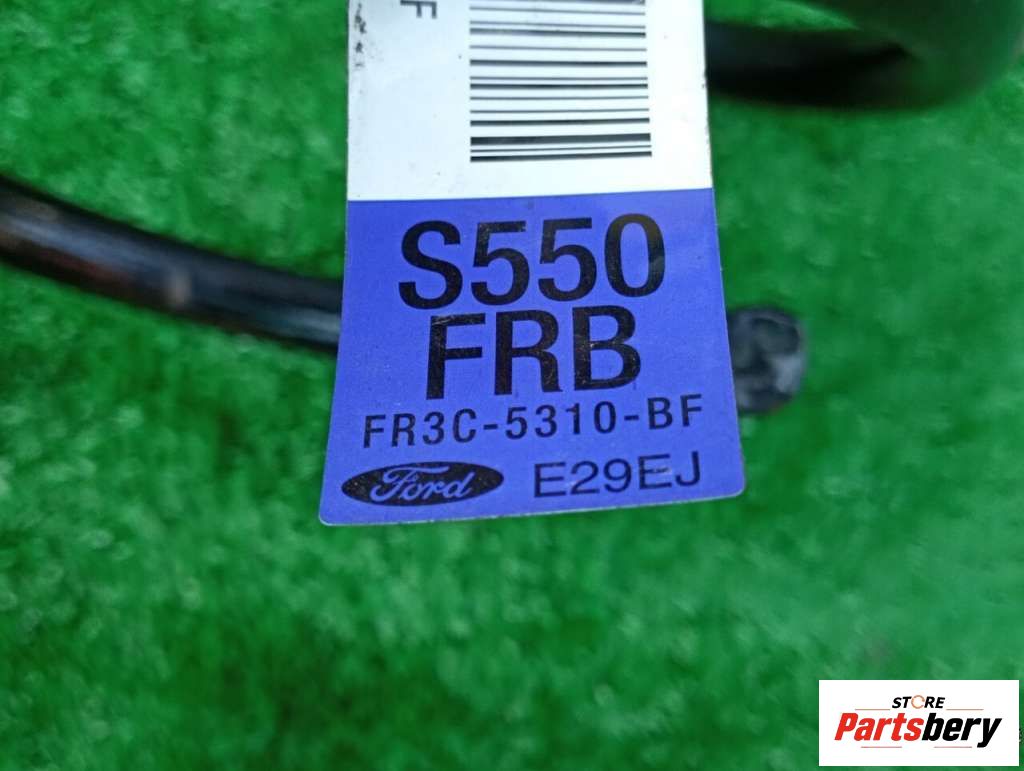 F
S550
FRB
FR3C-5310-BF
Ford E29EJ
STORE
Partsbery